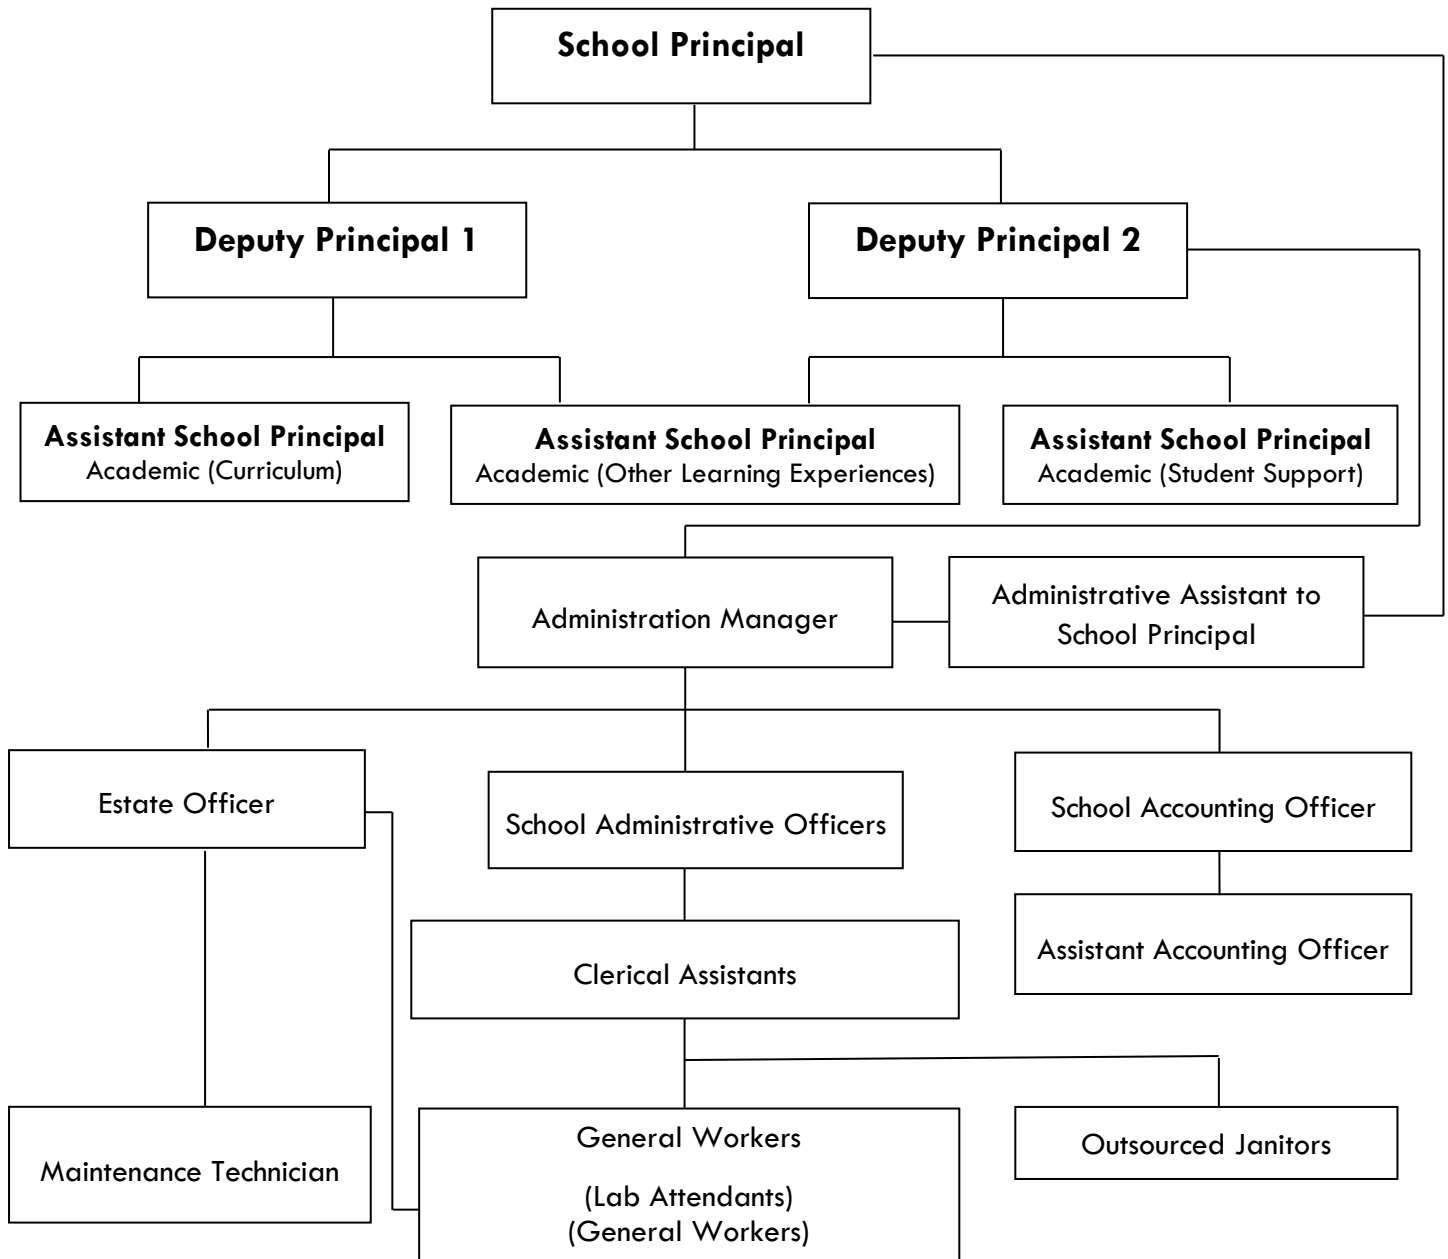 School Principal
Deputy Principal 1
Deputy Principal 2
Assistant School Principal
Academic (Curriculum)
Assistant School Principal
Academic (Other Learning Experiences)
Assistant School Principal
Academic (Student Support)
Administration Manager
Administrative Assistant to
School Principal
Estate Officer
School Administrative Officers
School Accounting Officer
Clerical Assistants
Assistant Accounting Officer
Maintenance Technician
General Workers
(Lab Attendants)
(General Workers)
Outsourced Janitors